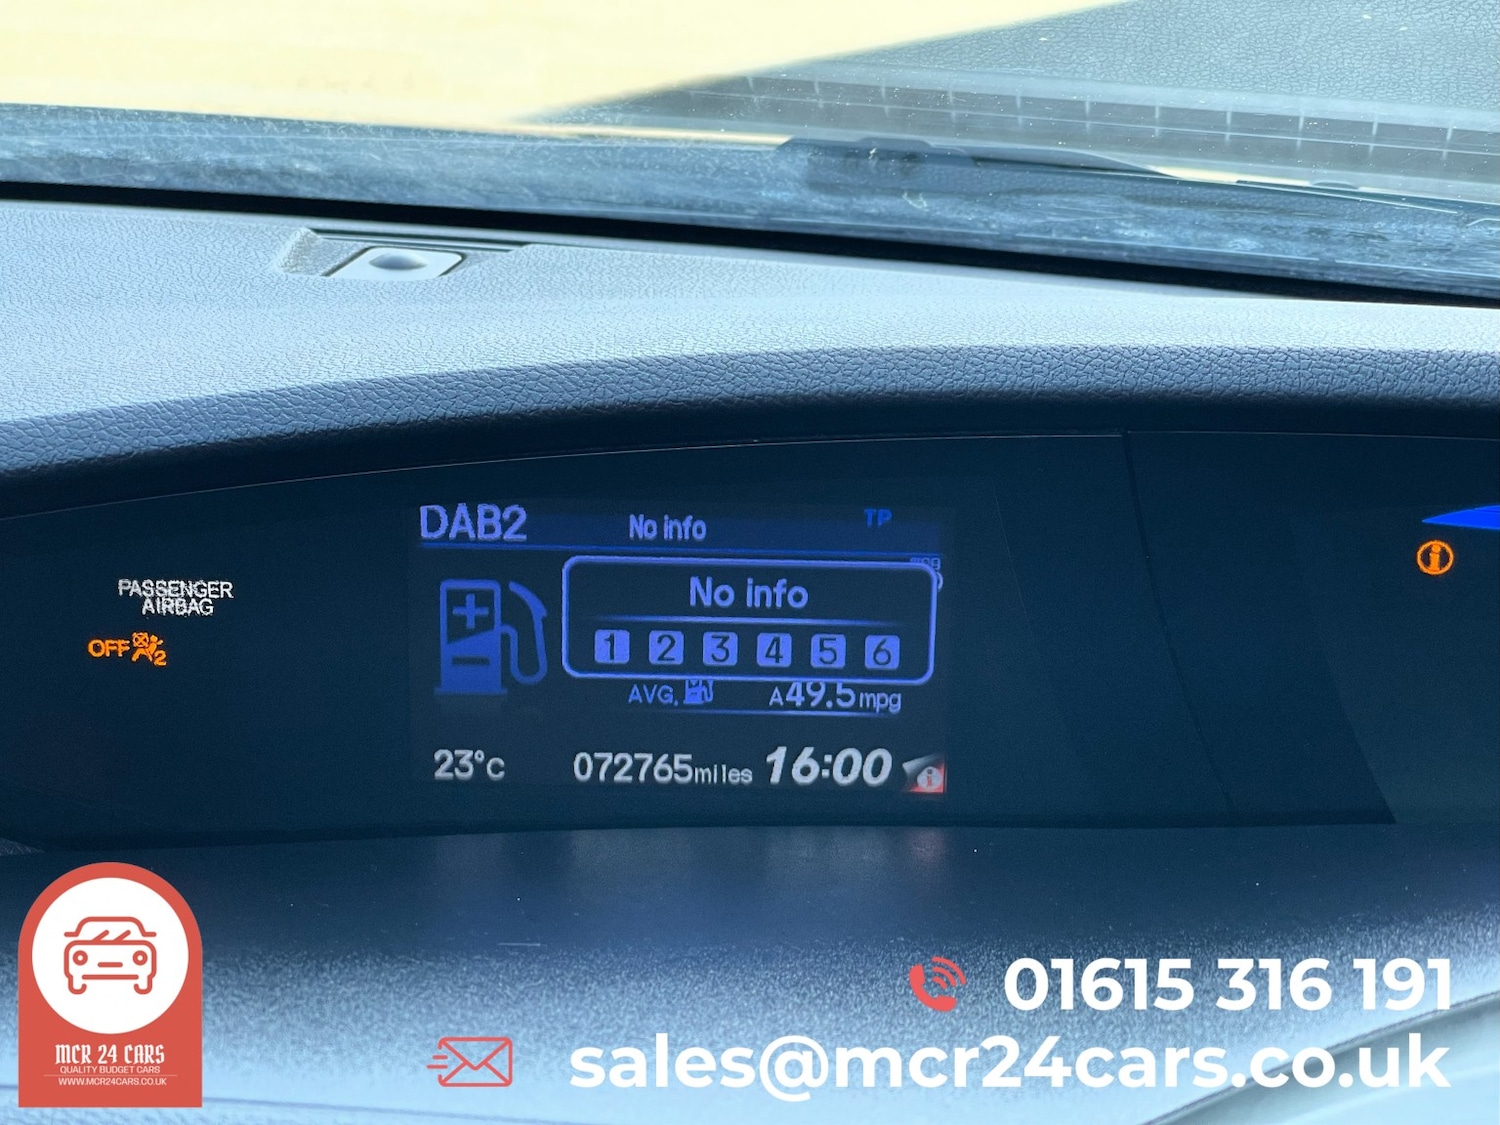 DAB2 No info TP
No info
1 2 3 4 5 6
AVG. A49.5mpg
23°c 072765miles 16:00
PASSENGER
AIRBAG
OFF 2
MCR 24 CARS
QUALITY BUDGET CARS
WWW.MCR24CARS.CO.UK
01615 316 191
sales@mcr24cars.co.uk